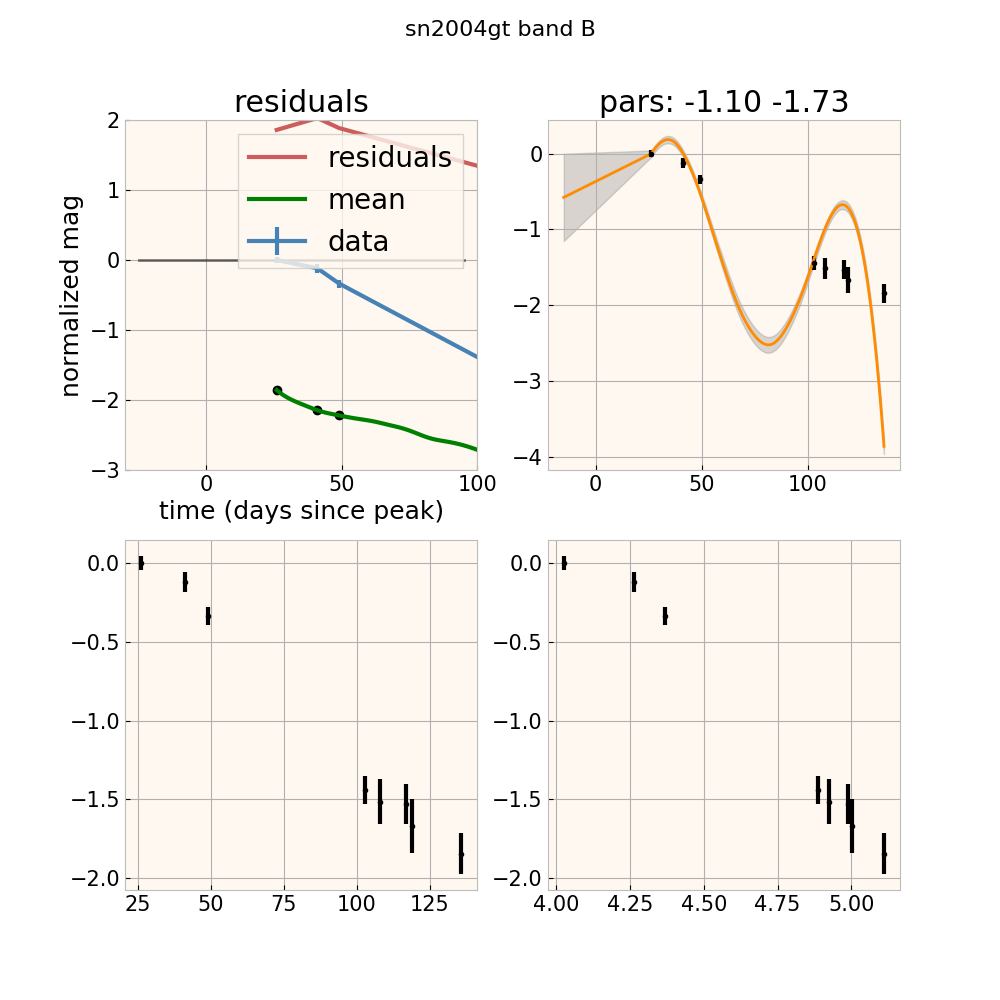 sn2004gt band B
residuals
pars: -1.10 -1.73
normalized mag
2
1
0
−1
−2
−3
residuals
mean
data
0 50 100
time (days since peak)
0
−1
−2
−3
−4
0 50 100
0.0
−0.5
−1.0
−1.5
−2.0
25 50 75 100 125
0.0
−0.5
−1.0
−1.5
−2.0
4.00 4.25 4.50 4.75 5.00